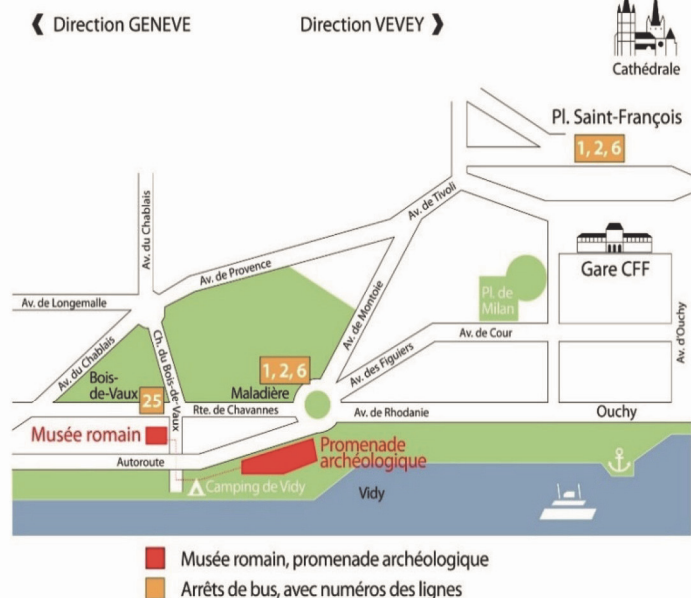 ❮ Direction GENEVE
Direction VEVEY ❯
Cathédrale
Pl. Saint-François
1, 2, 6
Av. de Tivoli
Av. du Chablais
Av. de Provence
Gare CFF
Av. de Longemalle
Av. de Montoie
Pl. de
Milan
Av. d'Ouchy
Av. de Cour
Av. du Chablais
Ch. du Bois-de-Vaux
Av. des Figuiers
Bois-
de-Vaux
25
1, 2, 6
Maladière
Rte. de Chavannes
Av. de Rhodanie
Ouchy
Musée romain
Promenade
archéologique
Autoroute
Camping de Vidy
Vidy
Musée romain, promenade archéologique
Arrêts de bus, avec numéros des lignes